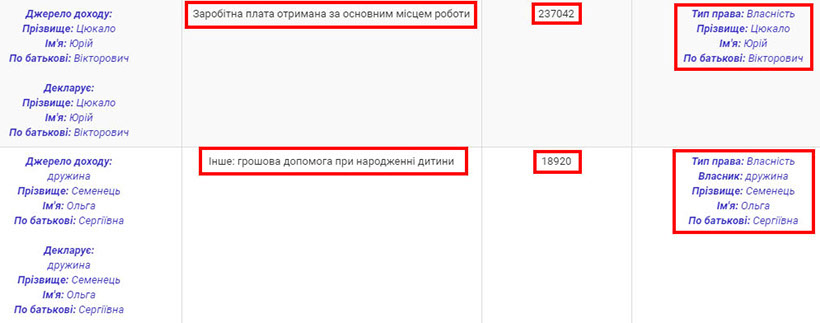 Джерело доходу:
Прізвище: Цюкало
Ім'я: Юрій
По батькові: Вікторович
Декларує:
Прізвище: Цюкало
Ім'я: Юрій
По батькові: Вікторович
Заробітна плата отримана за основним місцем роботи
237042
Тип права: Власність
Прізвище: Цюкало
Ім'я: Юрій
По батькові: Вікторович
Джерело доходу:
дружина
Прізвище: Семенець
Ім'я: Ольга
По батькові: Сергіївна
Декларує:
дружина
Прізвище: Семенець
Ім'я: Ольга
По батькові: Сергіївна
Інше: грошова допомога при народженні дитини
18920
Тип права: Власність
Власник: дружина
Прізвище: Семенець
Ім'я: Ольга
По батькові: Сергіївна